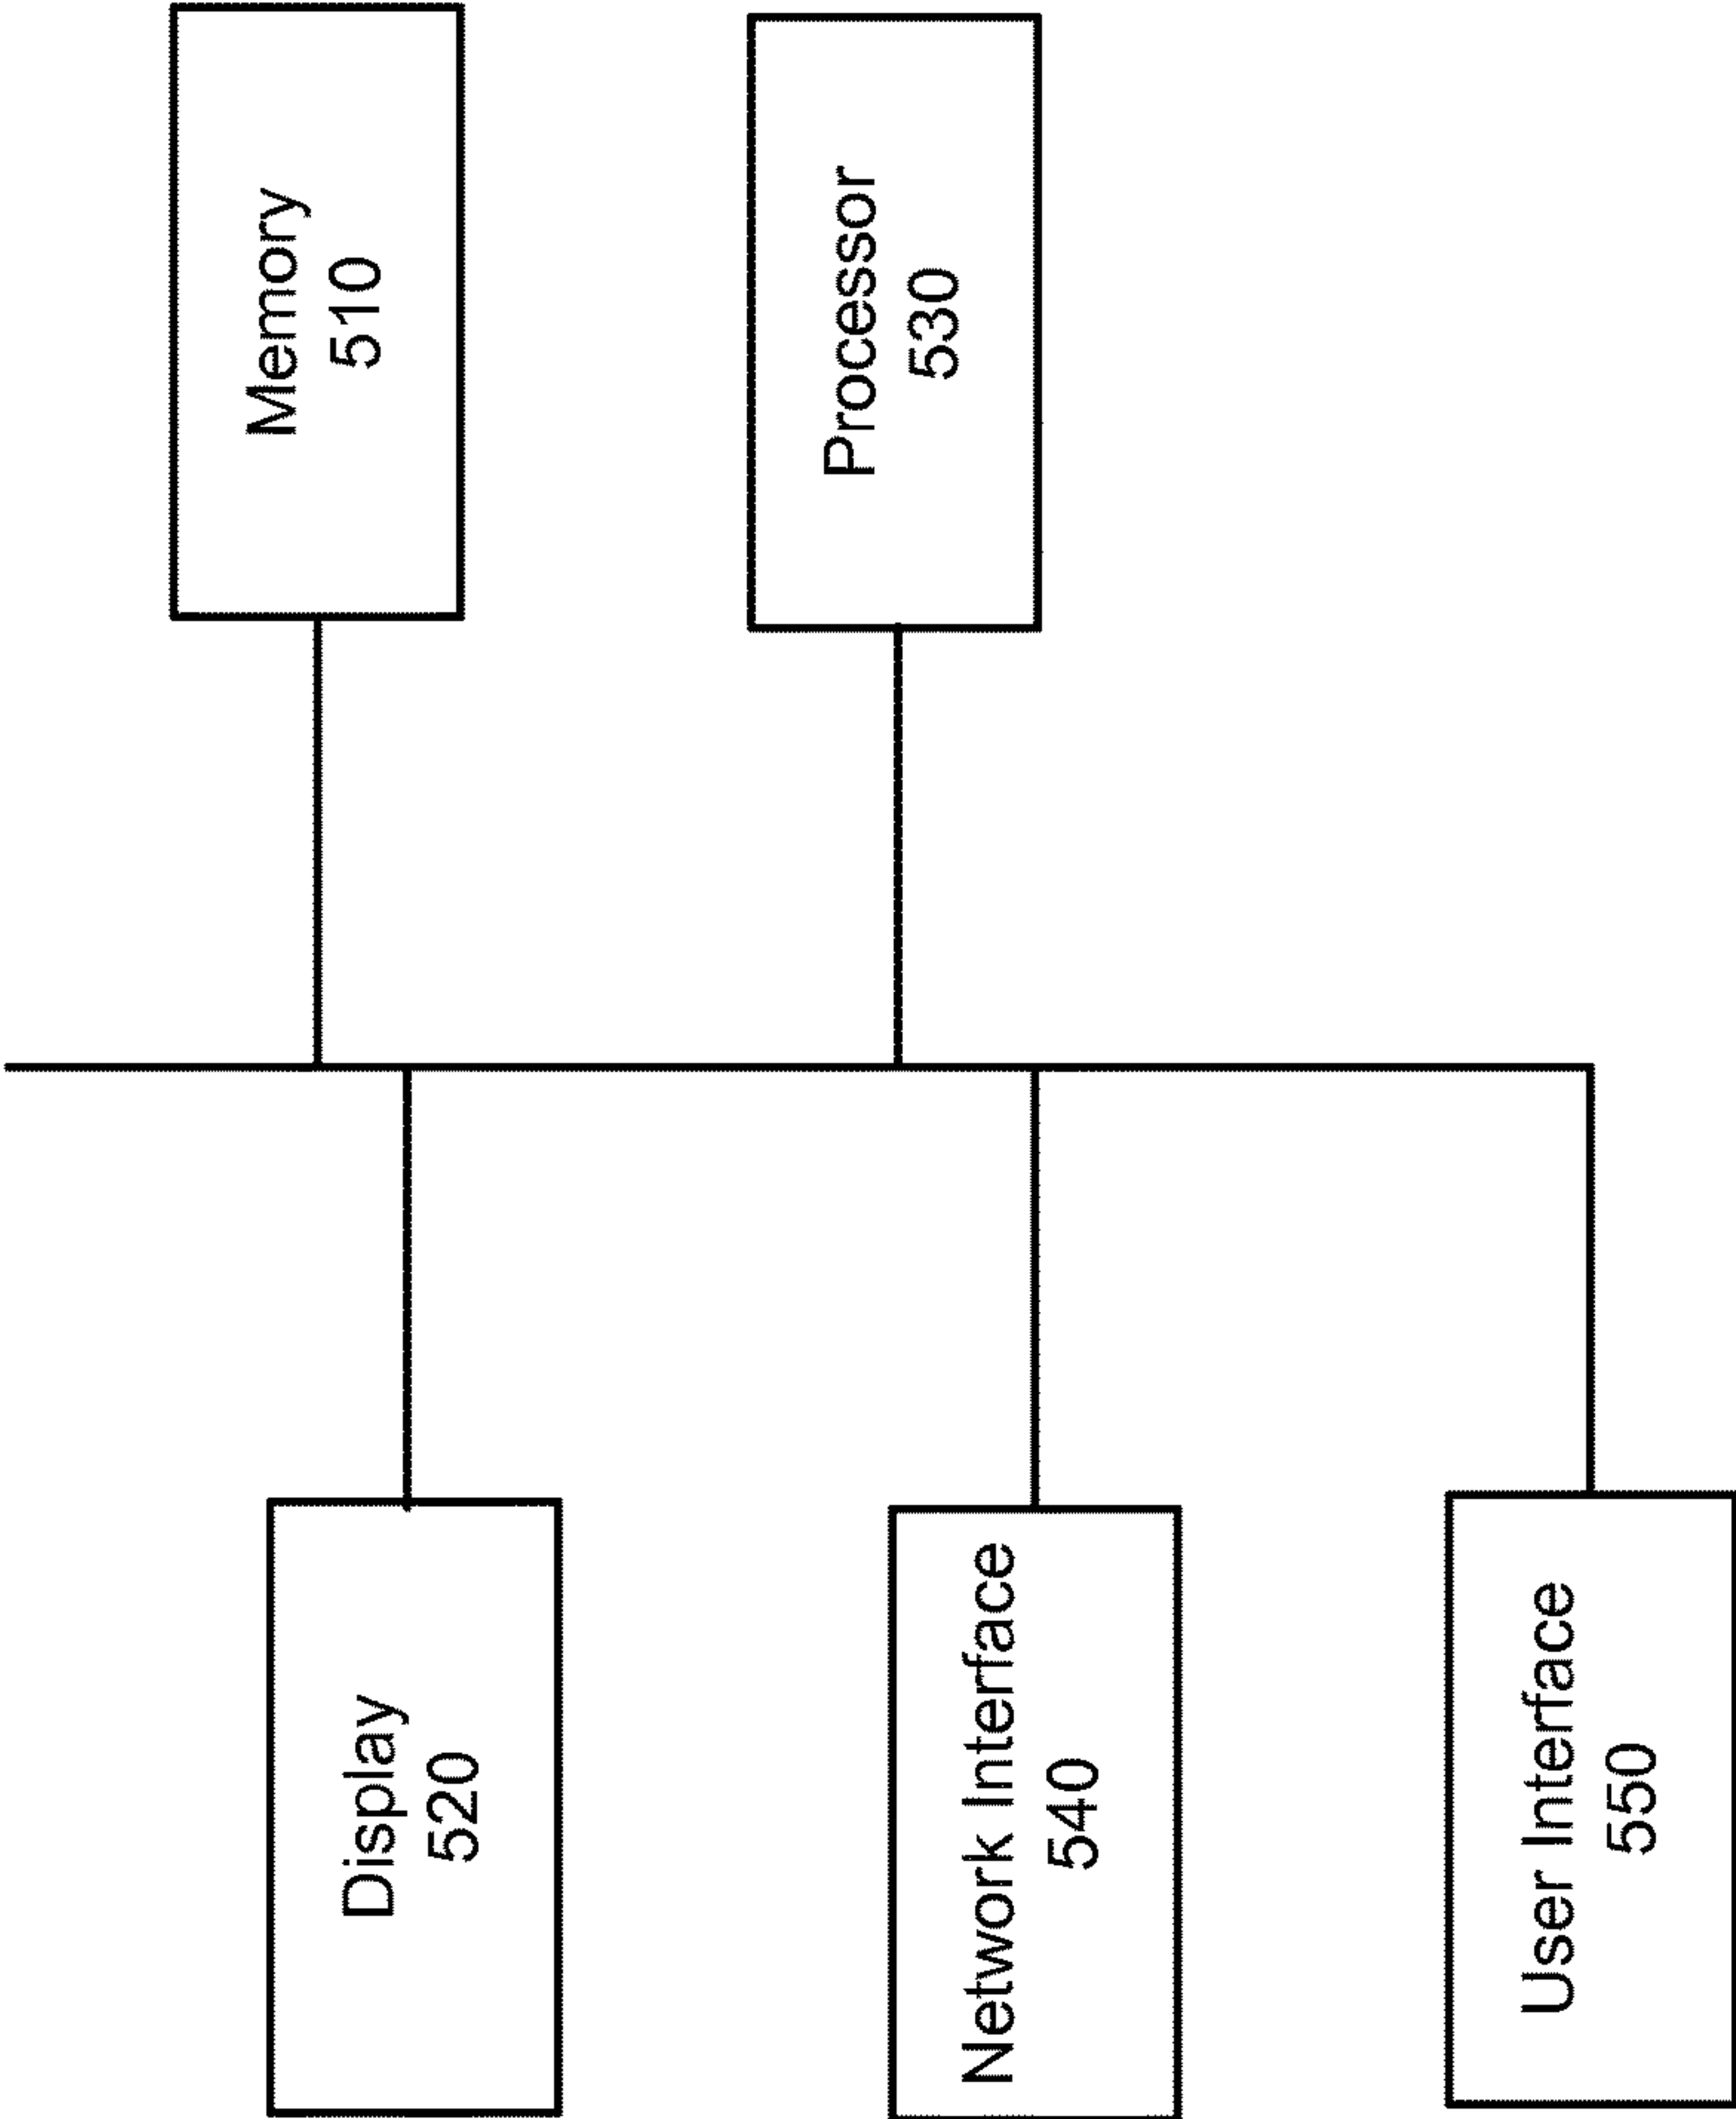 Memory
510
Display
520
Processor
530
Network Interface
540
User Interface
550